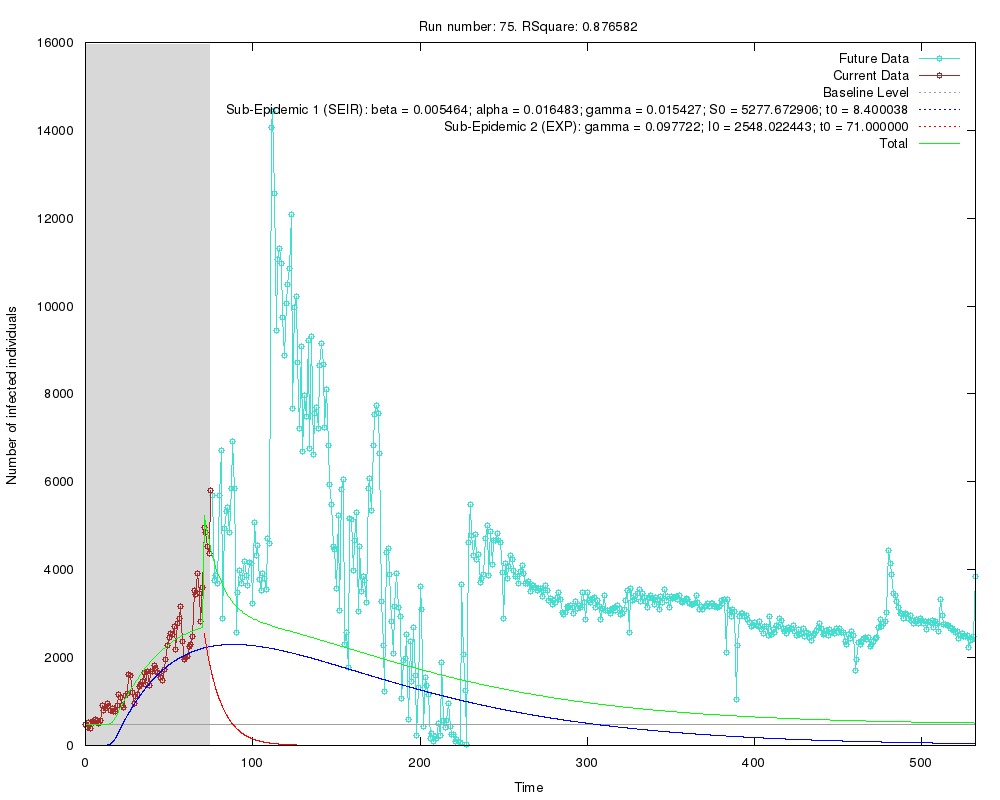 Run number: 75. RSquare: 0.876582
16000
14000
12000
10000
8000
6000
4000
2000
0
Number of infected individuals
Future Data
Current Data
Baseline Level
Sub-Epidemic 1 (SEIR): beta = 0.005464; alpha = 0.016483; gamma = 0.015427; S0 = 5277.672906; t0 = 8.400038
Sub-Epidemic 2 (EXP): gamma = 0.097722; I0 = 2548.022443; t0 = 71.000000
Total
0 100 200 300 400 500
Time